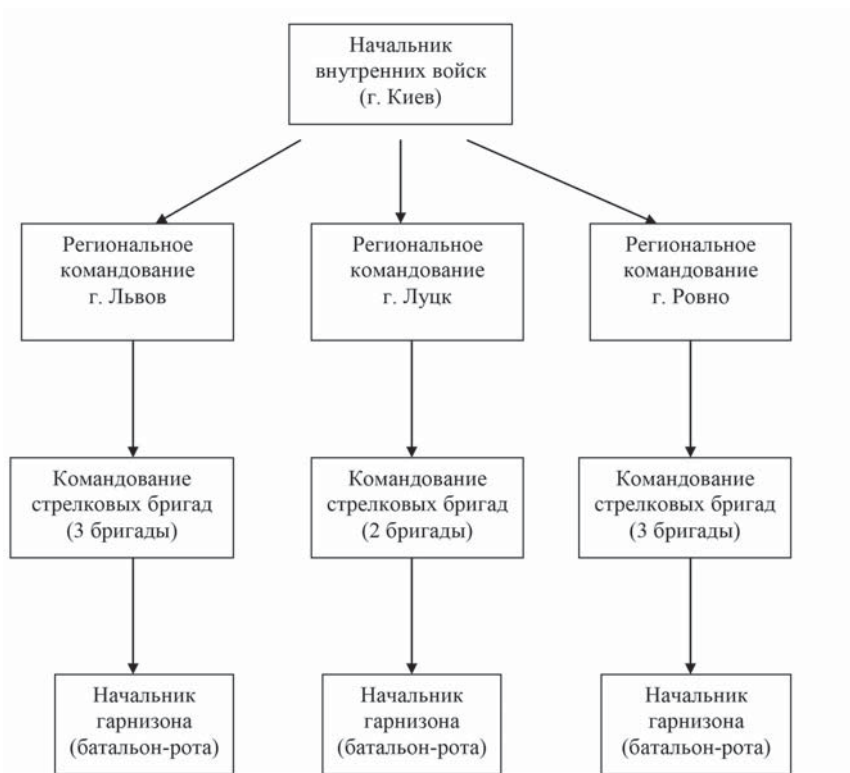 Начальник
внутренних войск
(г. Киев)
Региональное
командование
г. Львов
Региональное
командование
г. Луцк
Региональное
командование
г. Ровно
Командование
стрелковых бригад
(3 бригады)
Командование
стрелковых бригад
(2 бригады)
Командование
стрелковых бригад
(3 бригады)
Начальник
гарнизона
(батальон-рота)
Начальник
гарнизона
(батальон-рота)
Начальник
гарнизона
(батальон-рота)